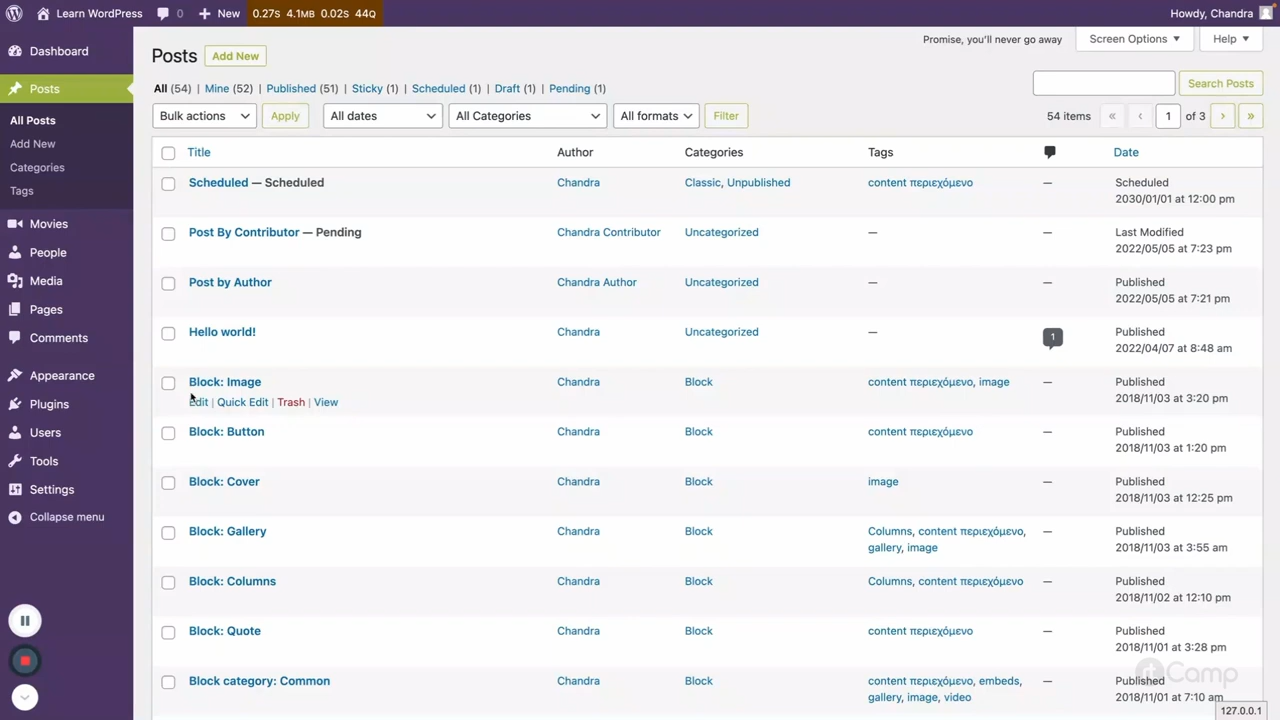 Learn WordPress 0 + New 0.27s 4.1MB 0.02s 44Q Howdy, Chandra
Dashboard
Posts
All Posts
Add New
Categories
Tags
Movies
People
Media
Pages
Comments
Appearance
Plugins
Users
Tools
Settings
Collapse menu
Promise, you'll never go away Screen Options Help
Posts Add New
All (54) | Mine (52) | Published (51) | Sticky (1) | Scheduled (1) | Draft (1) | Pending (1) Search Posts
Bulk actions Apply All dates All Categories All formats Filter 54 items « ‹ 1 of 3 › »
Title Author Categories Tags Date
Scheduled — Scheduled Chandra Classic, Unpublished content περιεχόμενο — Scheduled
2030/01/01 at 12:00 pm
Post By Contributor — Pending Chandra Contributor Uncategorized — — Last Modified
2022/05/05 at 7:23 pm
Post by Author Chandra Author Uncategorized — — Published
2022/05/05 at 7:21 pm
Hello world! Chandra Uncategorized — 1 Published
2022/04/07 at 8:48 am
Block: Image Chandra Block content περιεχόμενο, image — Published
Edit | Quick Edit | Trash | View 2018/11/03 at 3:20 pm
Block: Button Chandra Block content περιεχόμενο — Published
2018/11/03 at 1:20 pm
Block: Cover Chandra Block image — Published
2018/11/03 at 12:25 pm
Block: Gallery Chandra Block Columns, content περιεχόμενο, — Published
gallery, image 2018/11/03 at 3:55 am
Block: Columns Chandra Block Columns, content περιεχόμενο — Published
2018/11/02 at 12:10 pm
Block: Quote Chandra Block content περιεχόμενο — Published
2018/11/01 at 3:28 pm
Block category: Common Chandra Block content περιεχόμενο, embeds, — Published
gallery, image, video 2018/11/01 at 7:10 am
rtCamp
127.0.0.1